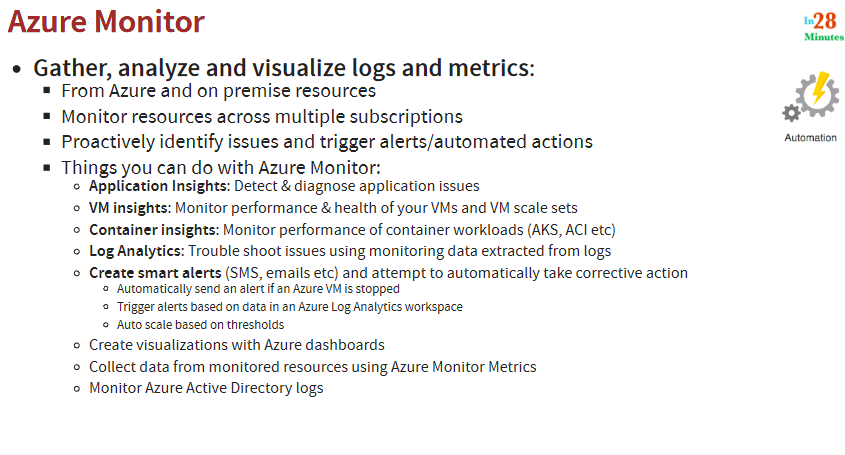 Azure Monitor
In28
Minutes
Gather, analyze and visualize logs and metrics:
From Azure and on premise resources
Monitor resources across multiple subscriptions
Proactively identify issues and trigger alerts/automated actions
Things you can do with Azure Monitor:
Application Insights: Detect & diagnose application issues
VM insights: Monitor performance & health of your VMs and VM scale sets
Container insights: Monitor performance of container workloads (AKS, ACI etc)
Log Analytics: Trouble shoot issues using monitoring data extracted from logs
Create smart alerts (SMS, emails etc) and attempt to automatically take corrective action
Automatically send an alert if an Azure VM is stopped
Trigger alerts based on data in an Azure Log Analytics workspace
Auto scale based on thresholds
Create visualizations with Azure dashboards
Collect data from monitored resources using Azure Monitor Metrics
Monitor Azure Active Directory logs
Automation